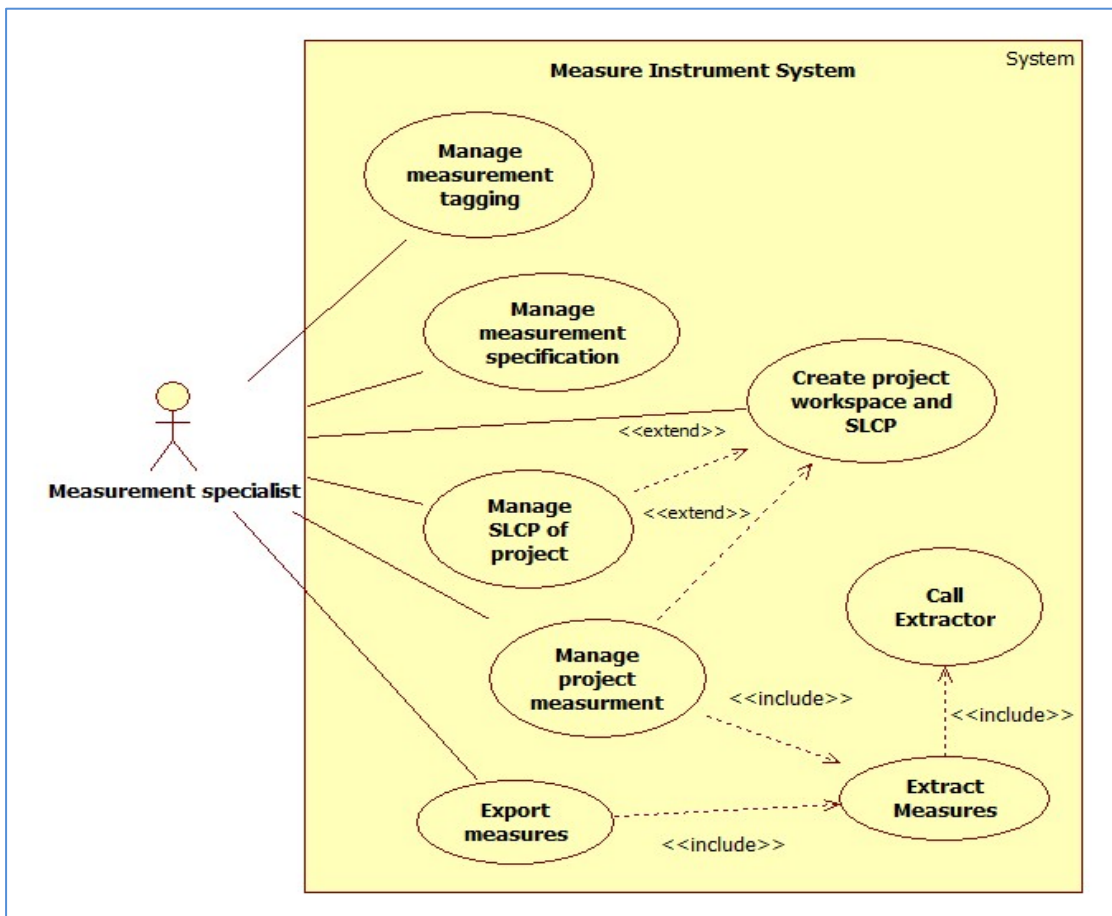 System
Measure Instrument System
Manage
measurement
tagging
Manage
measurement
specification
Create project
workspace and
SLCP
<<extend>>
Measurement specialist
Manage
SLCP of
project
<<extend>>
Call
Extractor
Manage
project
measurment
<<include>>
<<include>>
Export
measures
Extract
Measures
<<include>>